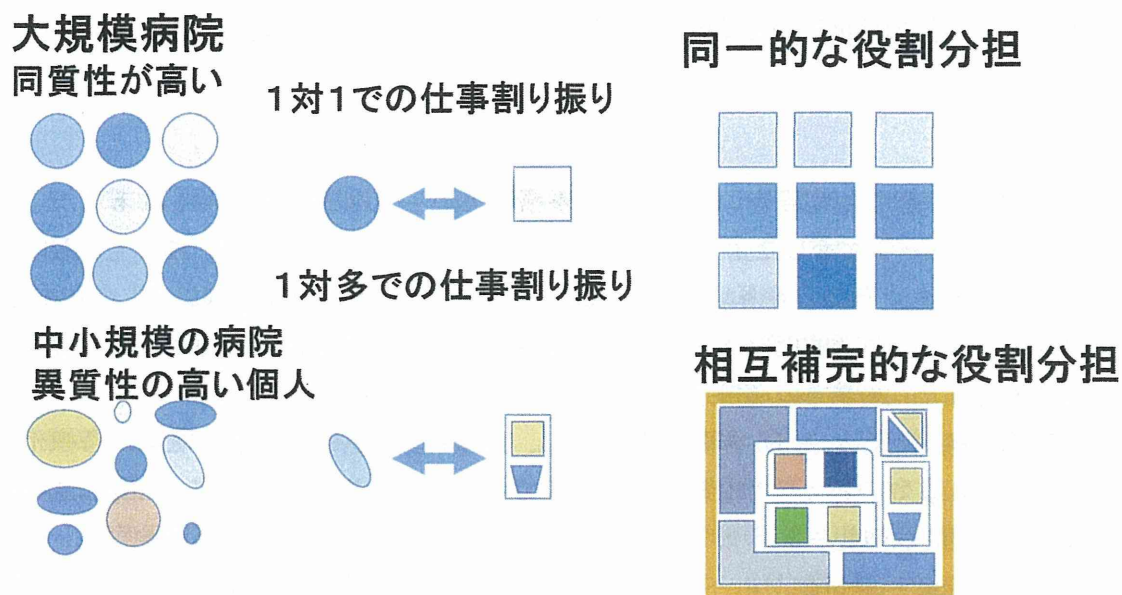 大規模病院
同質性が高い
1対1での仕事割り振り
同一的な役割分担
1対多での仕事割り振り
中小規模の病院
異質性の高い個人
相互補完的な役割分担